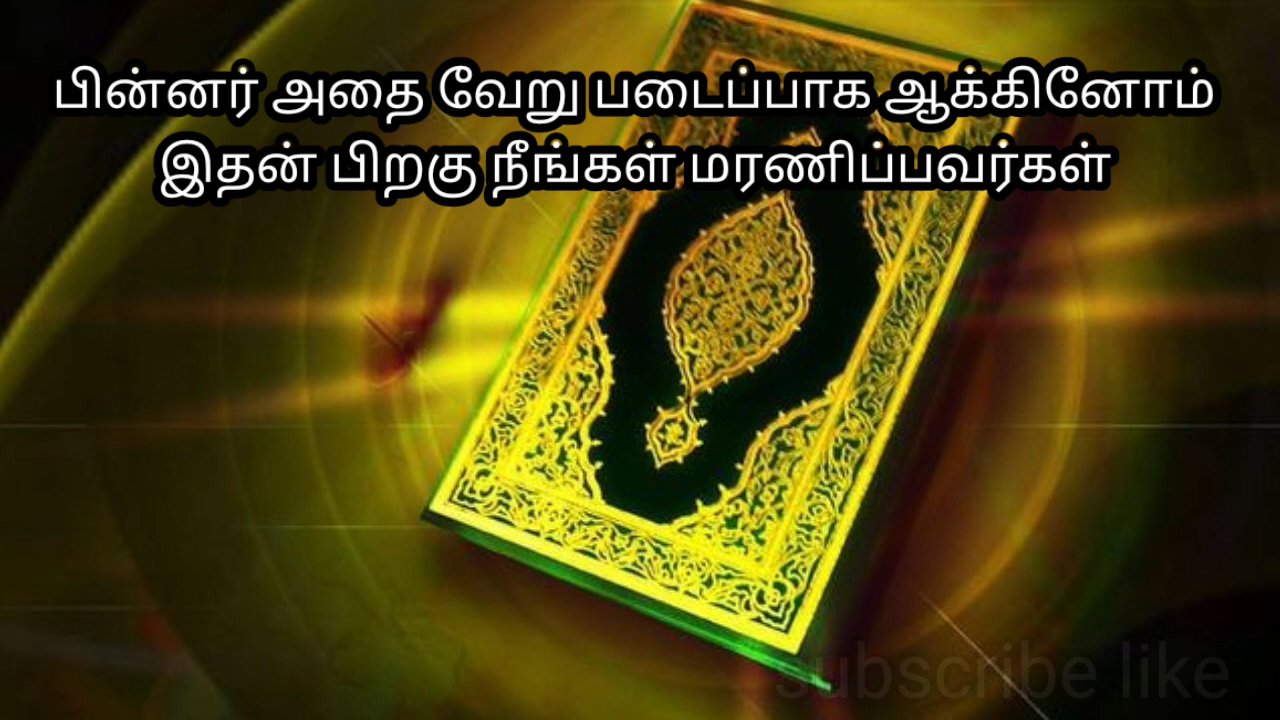 பின்னர் அதை வேறு படைப்பாக ஆக்கினோம்
இதன் பிறகு நீங்கள் மரணிப்பவர்கள்
subscribe like